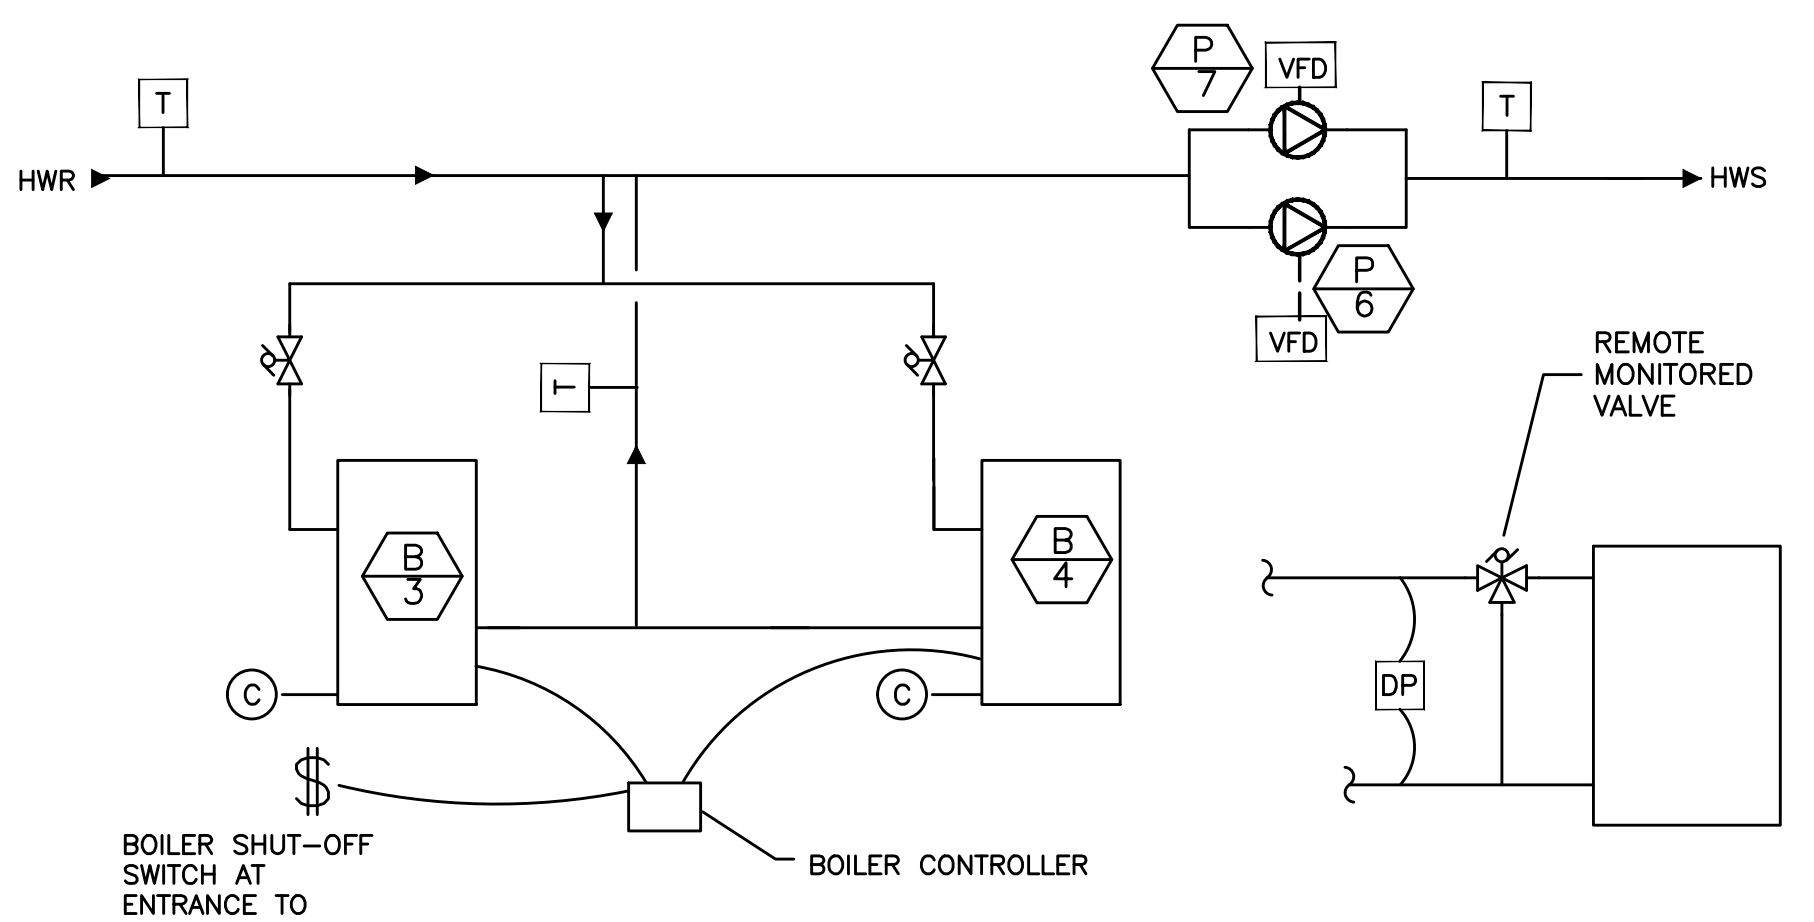 P
7
VFD
T
T
HWR
HWS
P
6
VFD
REMOTE
MONITORED
VALVE
T
B
3
B
4
C
C
DP
$
BOILER SHUT-OFF
SWITCH AT
ENTRANCE TO
BOILER CONTROLLER